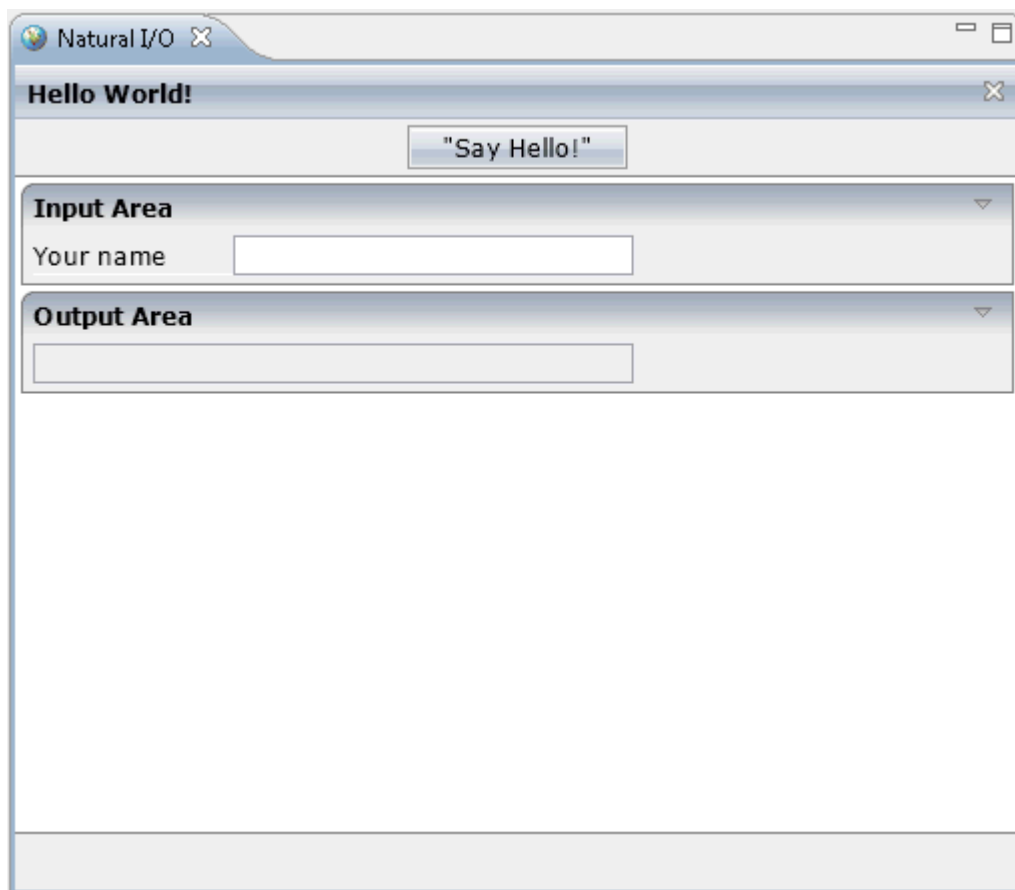 Natural I/O
Hello World!
"Say Hello!"
Input Area
Your name
Output Area